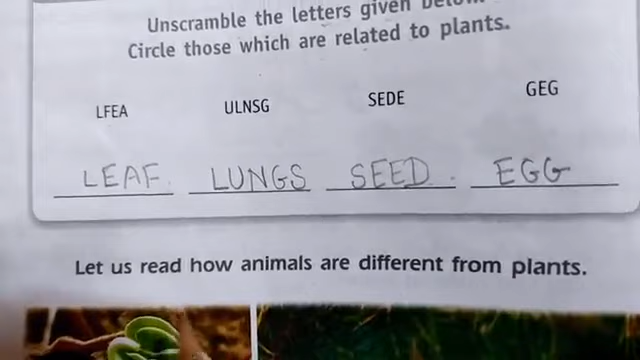 Unscramble the letters given below.
Circle those which are related to plants.
LFEA ULNSG SEDE GEG
LEAF. LUNGS SEED. EGG
Let us read how animals are different from plants.